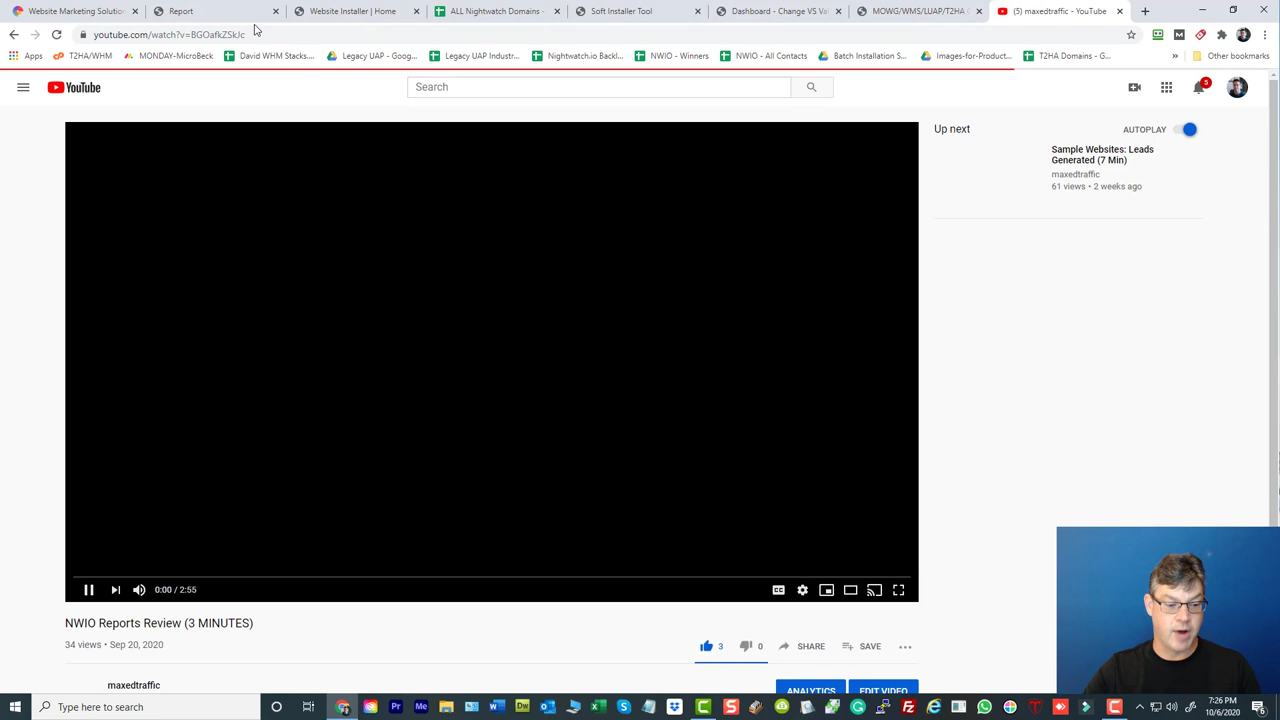 Website Marketing Solution Report Website Installer | Home ALL Nightwatch Domains - Soft Installer Tool Dashboard - Change VS Val MOWG/WMS/UAP/T2HA (5) maxedtraffic - YouTube
youtube.com/watch?v=BGOafkZSkJc
Apps T2HA/WHM MONDAY-MicroBeck David WHM Stacks.... Legacy UAP - Goog... Legacy UAP Industr... Nightwatch.io Backl... NWIO - Winners NWIO - All Contacts Batch Installation S... Images-for-Product... T2HA Domains - G... » Other bookmarks
YouTube Search 5
Up next AUTOPLAY
Sample Websites: Leads
Generated (7 Min)
maxedtraffic
61 views • 2 weeks ago
0:00 / 2:55
NWIO Reports Review (3 MINUTES)
34 views • Sep 20, 2020 3 0 SHARE SAVE
maxedtraffic ANALYTICS EDIT VIDEO
Type here to search 7:26 PM
10/6/2020